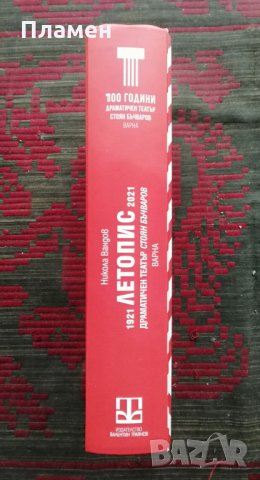 Пламен
100 ГОДИНИ
ДРАМАТИЧЕН ТЕАТЪР
СТОЯН БЪЧВАРОВ
ВАРНА
Никола Вандов
1921 ЛЕТОПИС 2021
ДРАМАТИЧЕН ТЕАТЪР СТОЯН БЪЧВАРОВ
ВАРНА
ИЗДАТЕЛСТВО
ВАЛЕНТИН ТРАЯНОВ
BAZAR